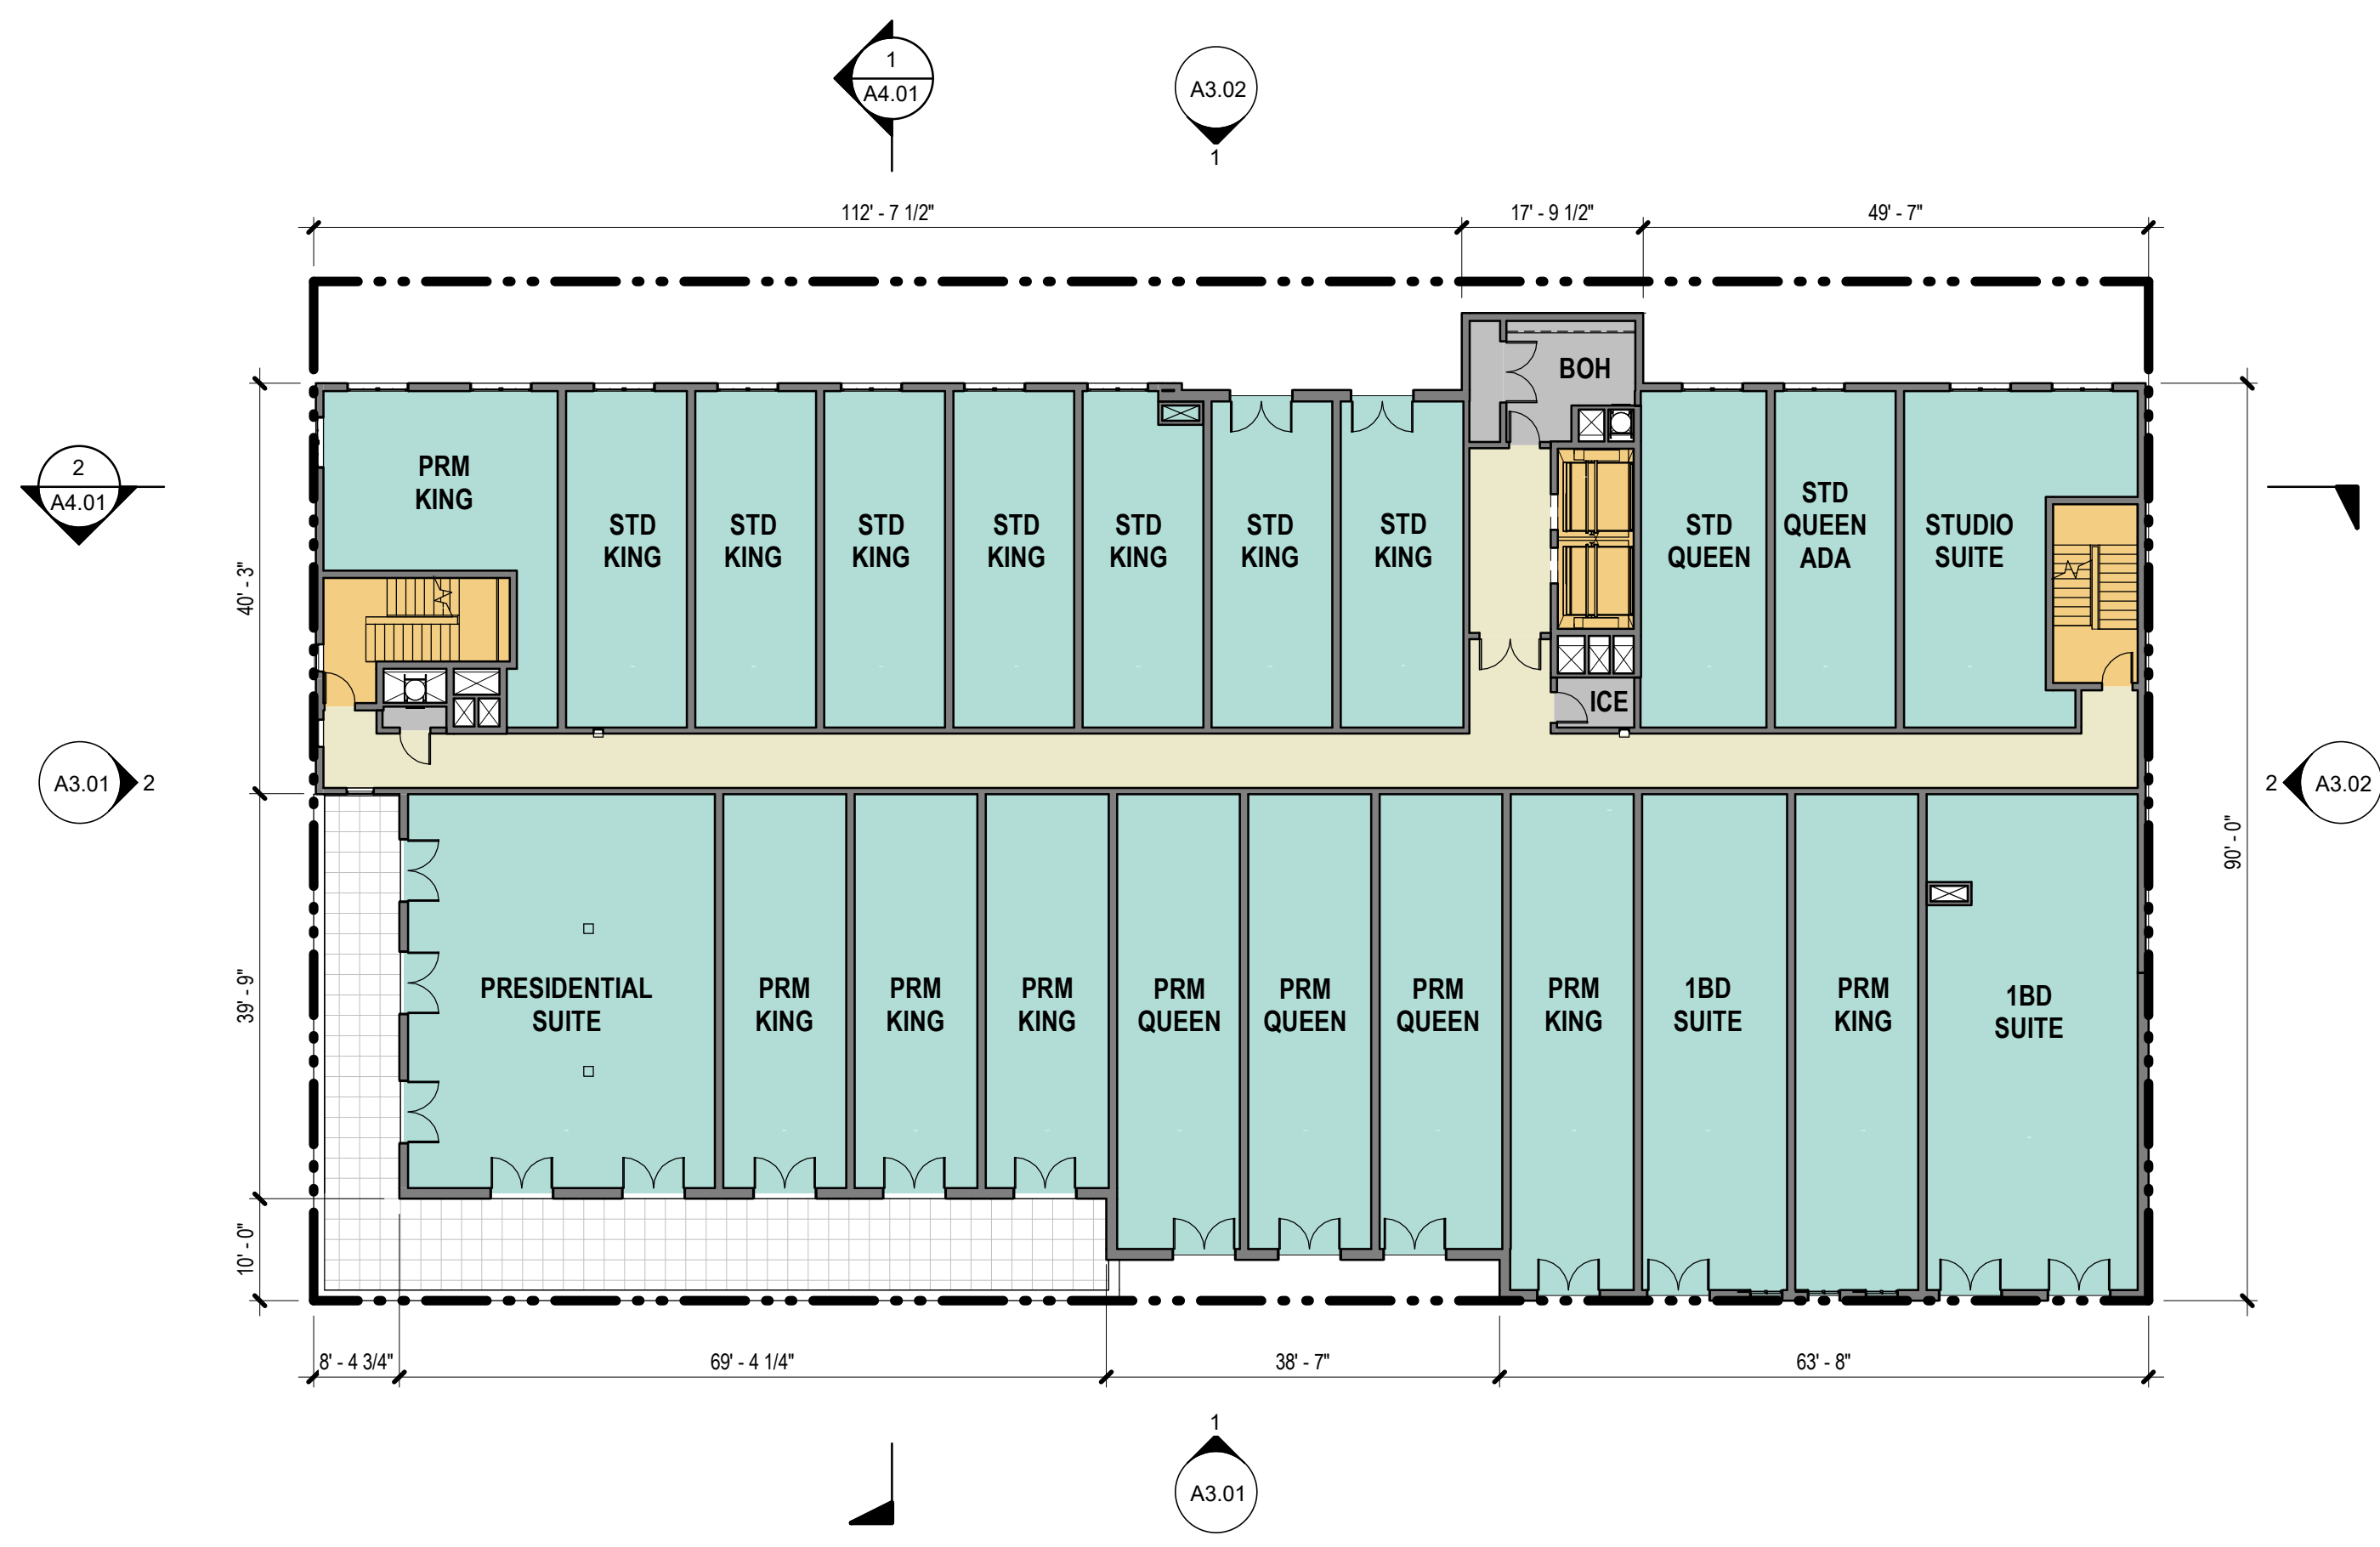 1
A4.01
A3.02
1
112' - 7 1/2"
17' - 9 1/2"
49' - 7"
BOH
PRM
KING
STD
KING
STD
KING
STD
KING
STD
KING
STD
KING
STD
KING
STD
KING
STD
QUEEN
STD
QUEEN
ADA
STUDIO
SUITE
2
A4.01
40' - 3"
ICE
A3.01
2
2
A3.02
90' - 0"
39' - 9"
PRESIDENTIAL
SUITE
PRM
KING
PRM
KING
PRM
KING
PRM
QUEEN
PRM
QUEEN
PRM
QUEEN
PRM
KING
1BD
SUITE
PRM
KING
1BD
SUITE
10' - 0"
8' - 4 3/4"
69' - 4 1/4"
38' - 7"
63' - 8"
1
A3.01